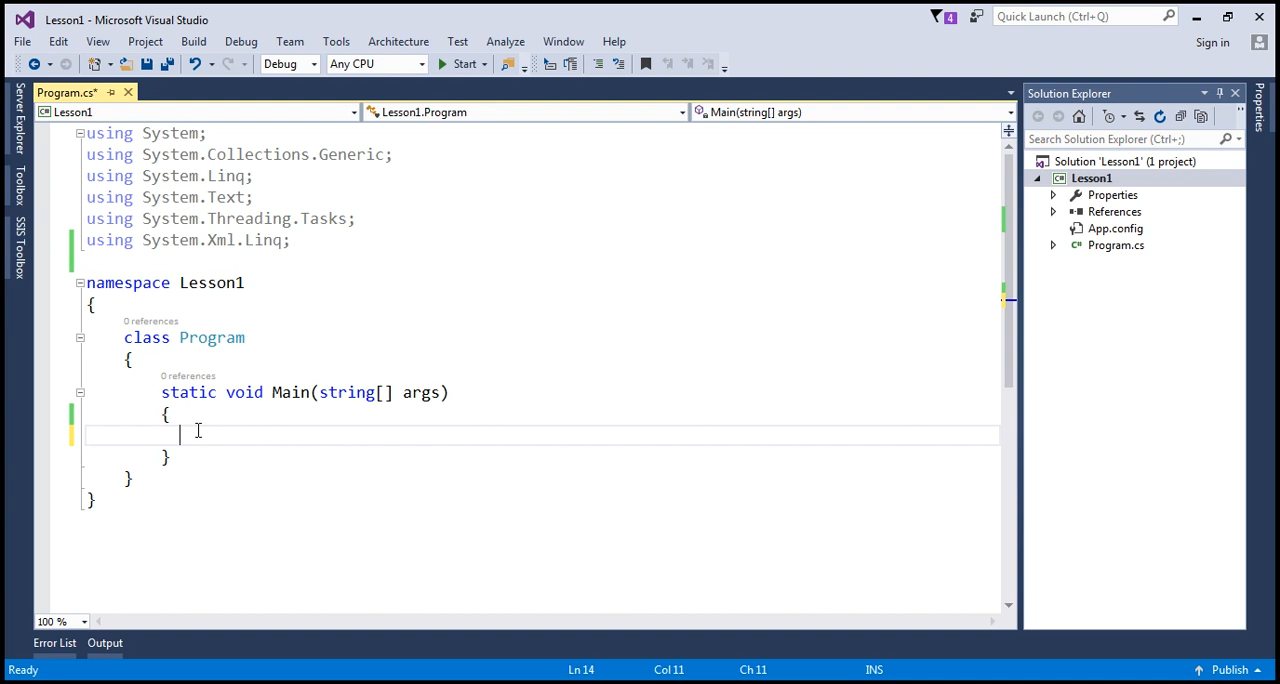 Lesson1 - Microsoft Visual Studio
4
Quick Launch (Ctrl+Q)
File Edit View Project Build Debug Team Tools Architecture Test Analyze Window Help
Sign in
Debug Any CPU Start
Server Explorer
Toolbox
SSIS Toolbox
Program.cs*
Lesson1 Lesson1.Program Main(string[] args)
using System;
using System.Collections.Generic;
using System.Linq;
using System.Text;
using System.Threading.Tasks;
using System.Xml.Linq;
namespace Lesson1
{
0 references
class Program
{
0 references
static void Main(string[] args)
{
}
}
}
100 %
Solution Explorer
Search Solution Explorer (Ctrl+;)
Solution 'Lesson1' (1 project)
C# Lesson1
Properties
References
App.config
C# Program.cs
Properties
Error List Output
Ready Ln 14 Col 11 Ch 11 INS Publish